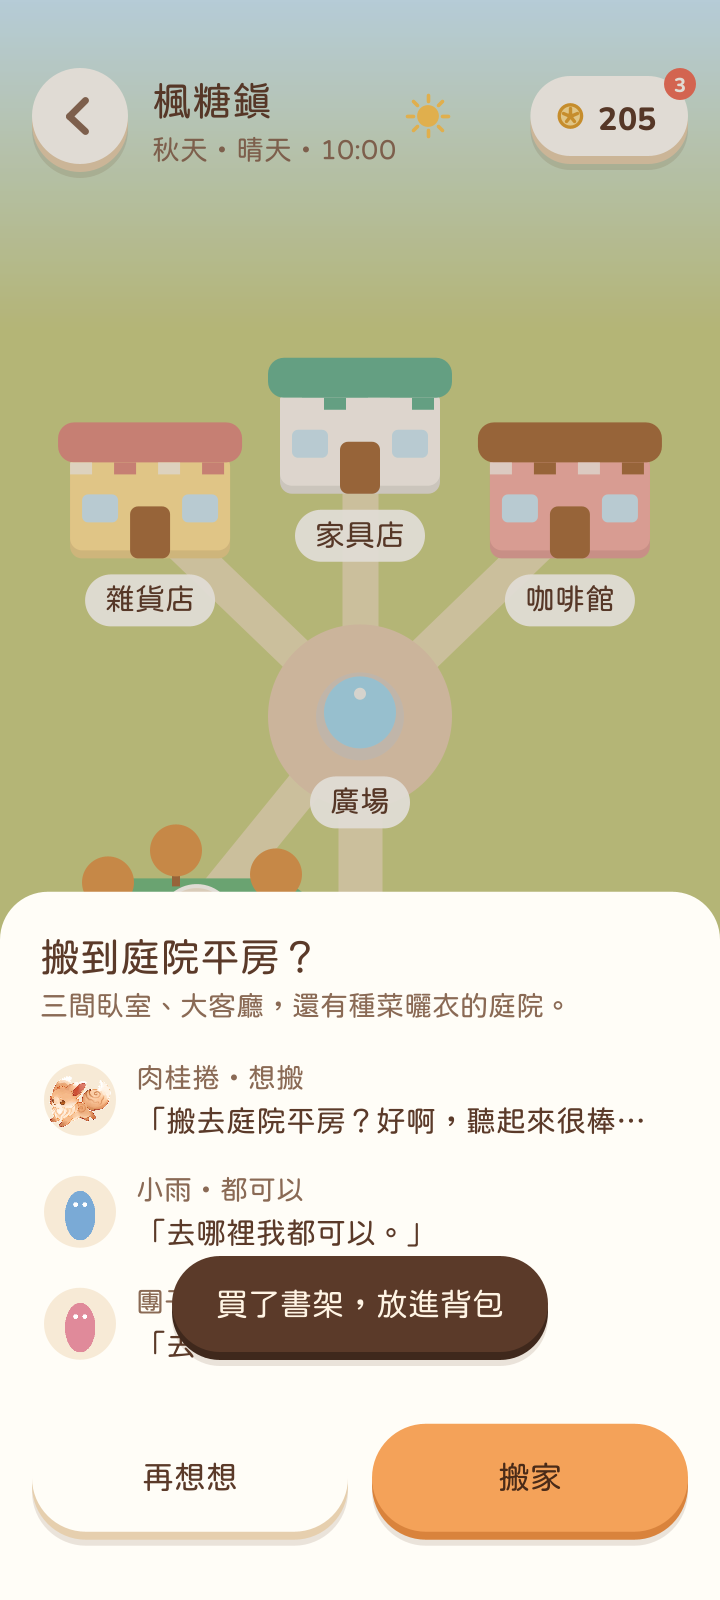 楓糖鎮
秋天・晴天・10:00
205
3
家具店
雜貨店
咖啡館
廣場
搬到庭院平房？
三間臥室、大客廳，還有種菜曬衣的庭院。
肉桂捲・想搬
「搬去庭院平房？好啊，聽起來很棒…
小雨・都可以
「去哪裡我都可以。」
團
「去
買了書架，放進背包
再想想
搬家